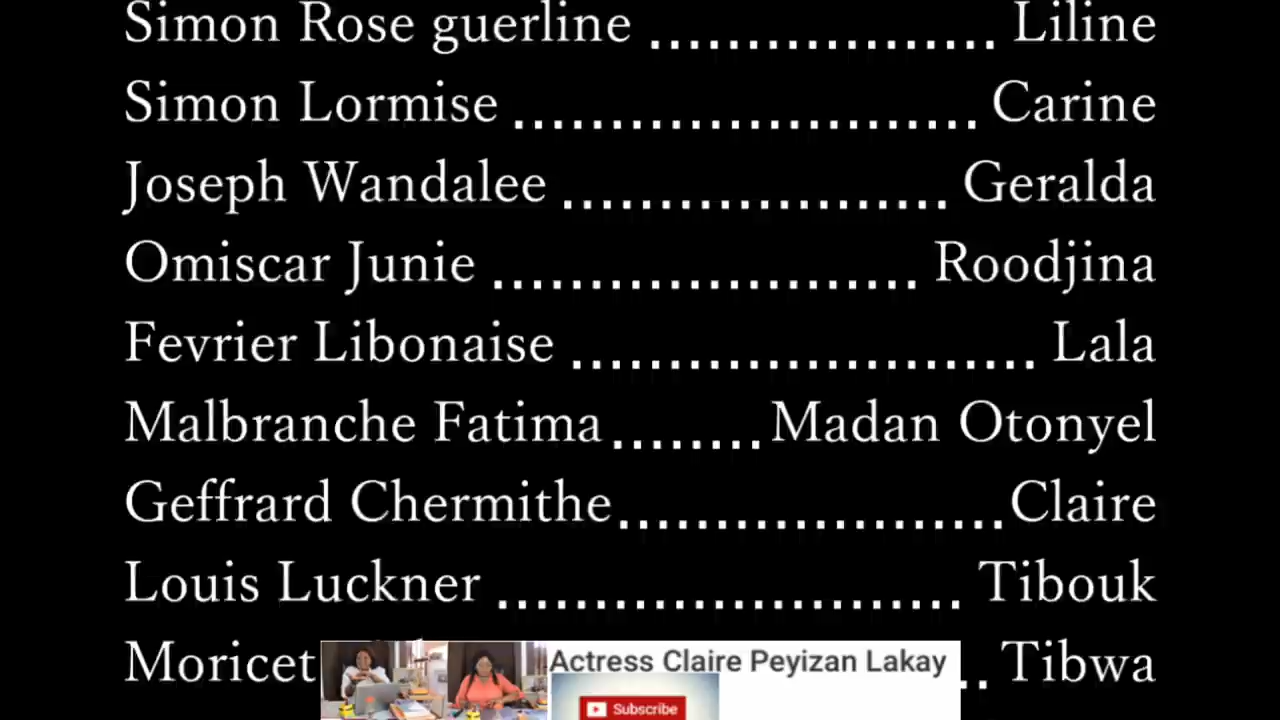 Simon Rose guerline .................. Liline
Simon Lormise ........................ Carine
Joseph Wandalee .................... Geralda
Omiscar Junie ...................... Roodjina
Fevrier Libonaise ........................ Lala
Malbranche Fatima ........ Madan Otonyel
Geffrard Chermithe .................... Claire
Louis Luckner ........................ Tibouk
Moricet .. Tibwa
Actress Claire Peyizan Lakay
Subscribe